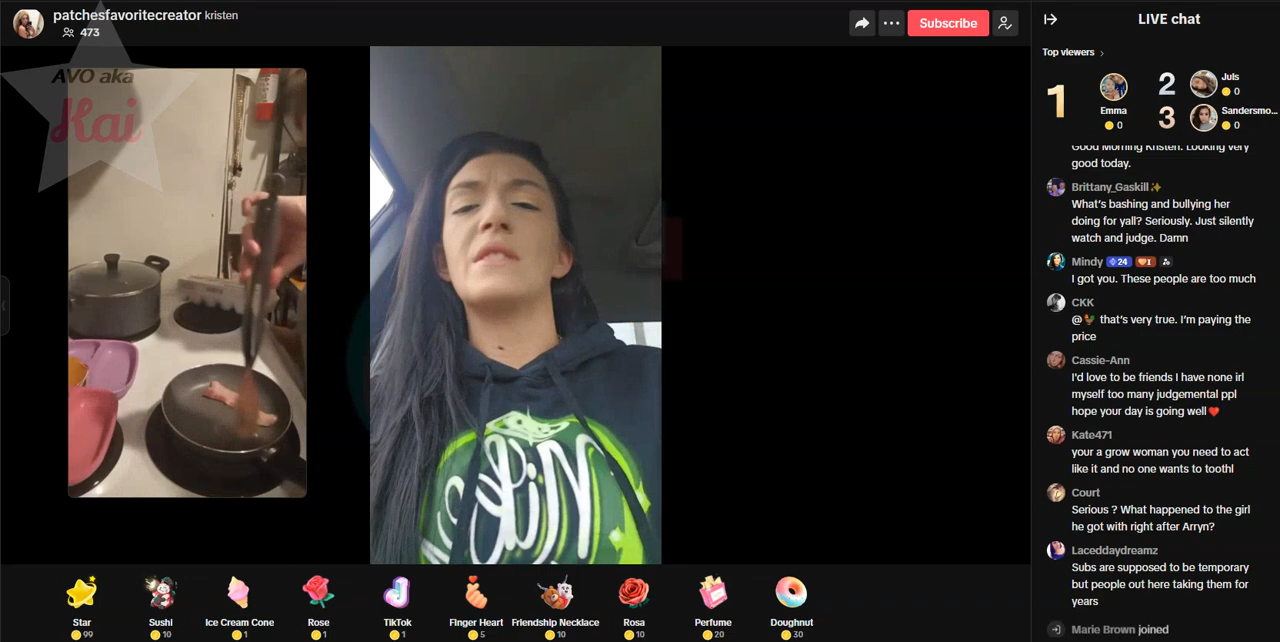 patchesfavoritecreator kristen
473
Subscribe
AVO aka
Kai
LIVE chat
Top viewers
1
Emma
0
2
Juls
0
3
Sandersmo...
0
Good Morning Kristen. Looking very
good today.
Brittany_Gaskill✨
What's bashing and bullying her
doing for yall? Seriously. Just silently
watch and judge. Damn
Mindy 24 I
I got you. These people are too much
CKK
@🐓 that's very true. I'm paying the
price
Cassie-Ann
I'd love to be friends I have none irl
myself too many judgemental ppl
hope your day is going well❤️
Kate471
your a grow woman you need to act
like it and no one wants to toothl
Court
Serious ? What happened to the girl
he got with right after Arryn?
Laceddaydreamz
Subs are supposed to be temporary
but people out here taking them for
years
Marie Brown joined
Star
99
Sushi
10
Ice Cream Cone
1
Rose
1
TikTok
1
Finger Heart
5
Friendship Necklace
10
Rosa
10
Perfume
20
Doughnut
30